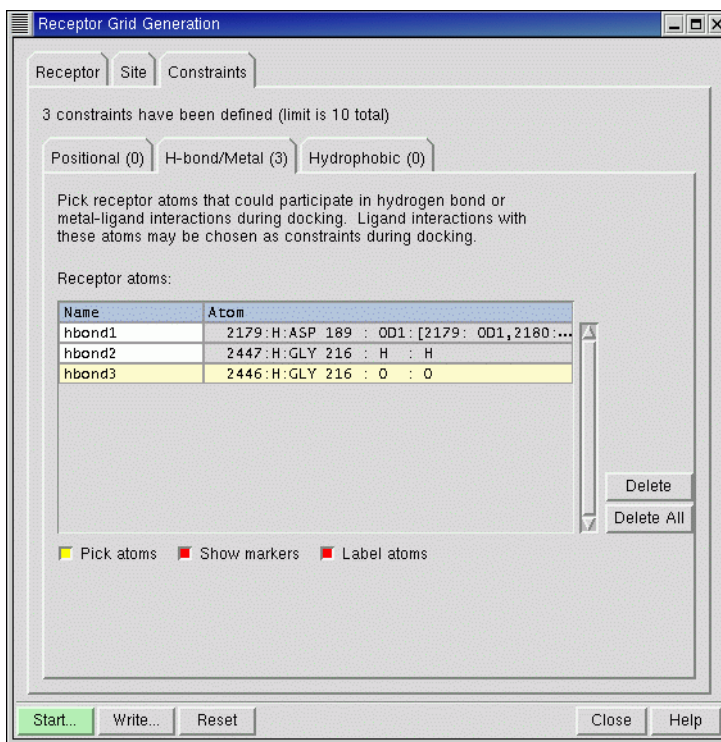 Receptor Grid Generation
Receptor Site Constraints
3 constraints have been defined (limit is 10 total)
Positional (0) H-bond/Metal (3) Hydrophobic (0)
Pick receptor atoms that could participate in hydrogen bond or
metal-ligand interactions during docking. Ligand interactions with
these atoms may be chosen as constraints during docking.
Receptor atoms:
Name Atom
hbond1 2179:H:ASP 189 : OD1:[2179: OD1,2180:...
hbond2 2447:H:GLY 216 : H : H
hbond3 2446:H:GLY 216 : O : O
Delete
Delete All
Pick atoms Show markers Label atoms
Start... Write... Reset Close Help